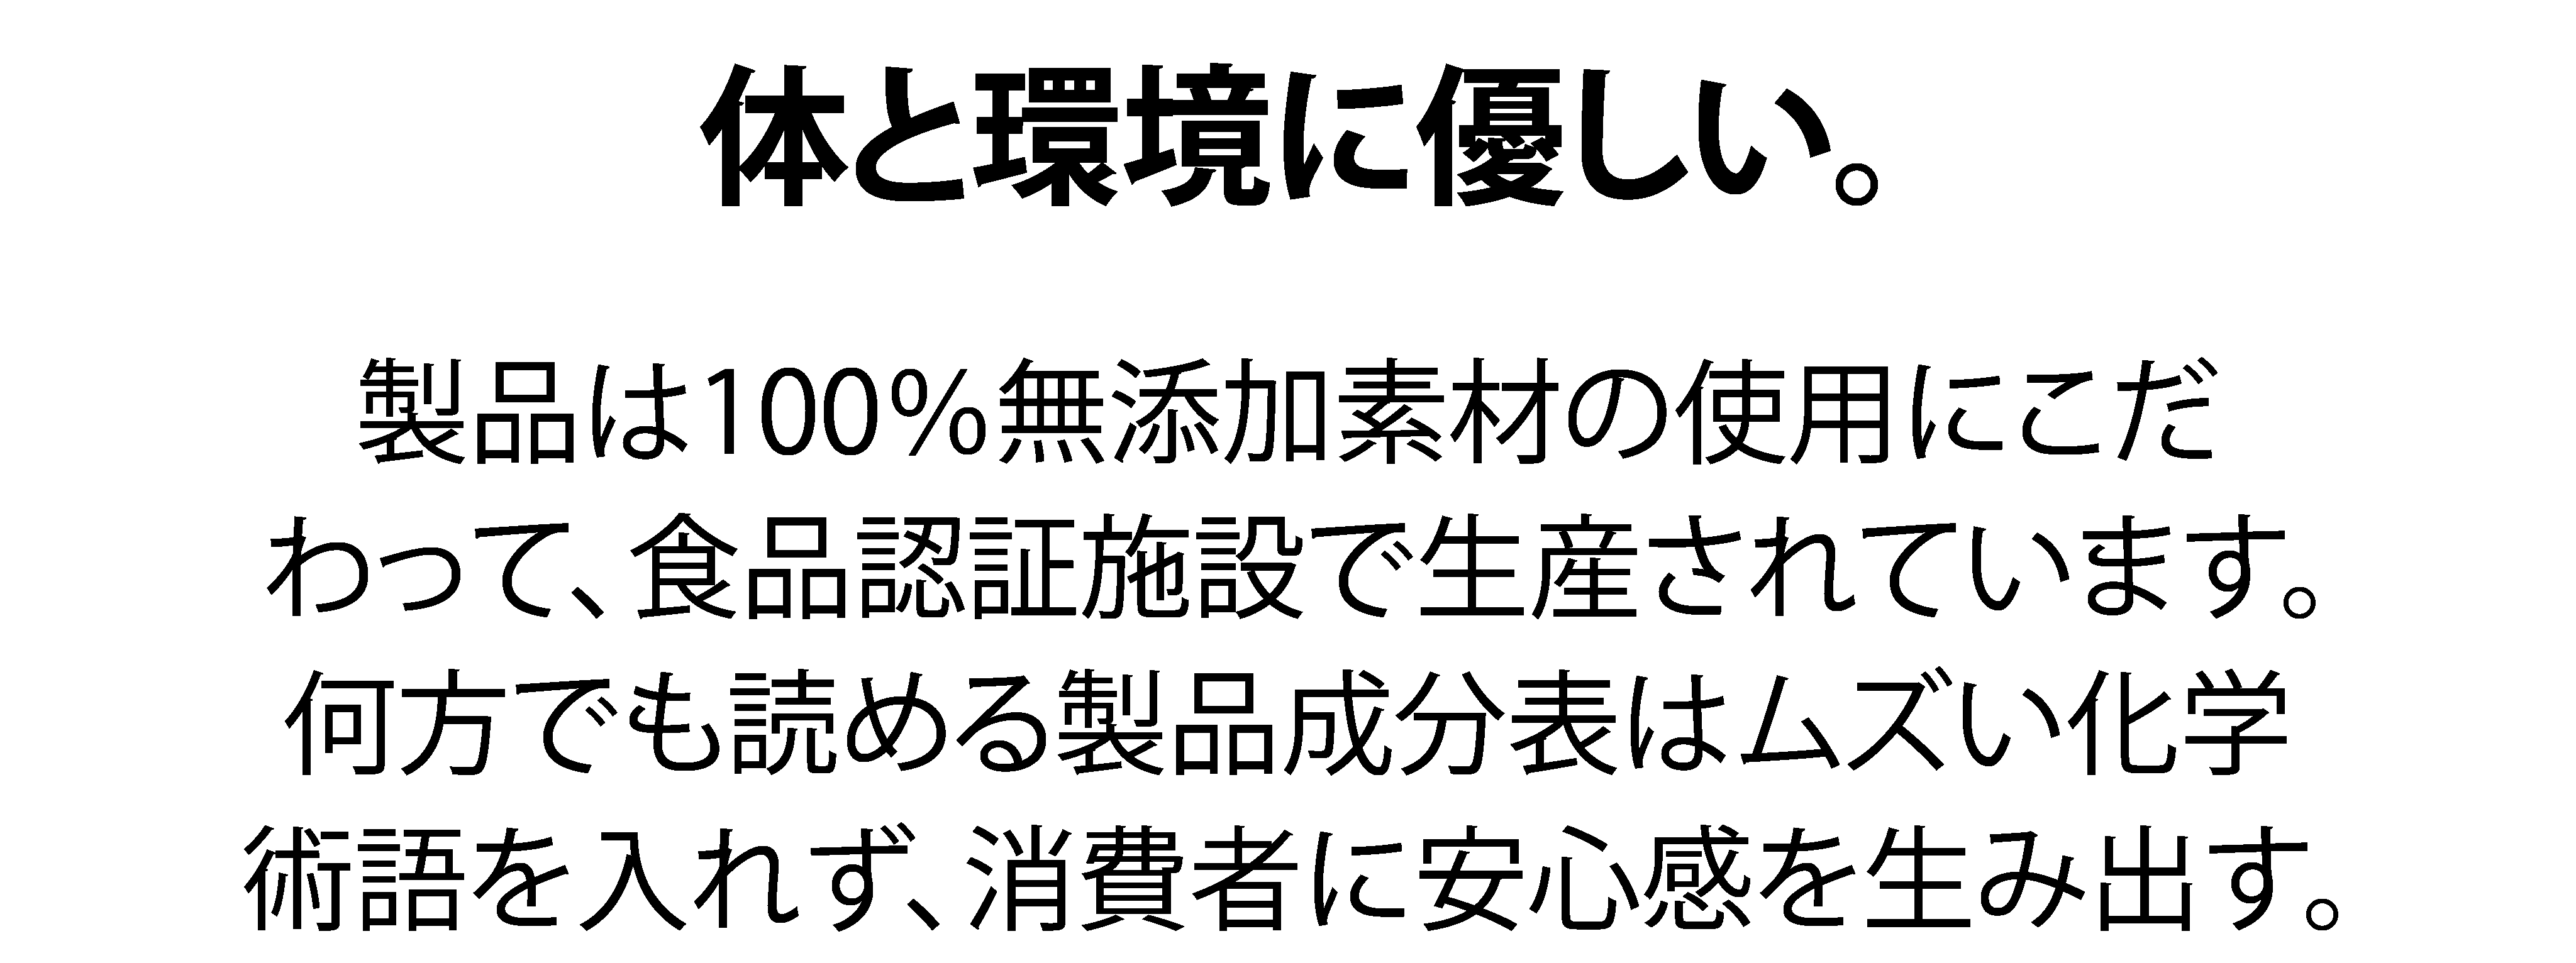 体と環境に優しい。
製品は100%無添加素材の使用にこだ
わって、食品認証施設で生産されています。
何方でも読める製品成分表はムズい化学
術語を入れず、消費者に安心感を生み出す。